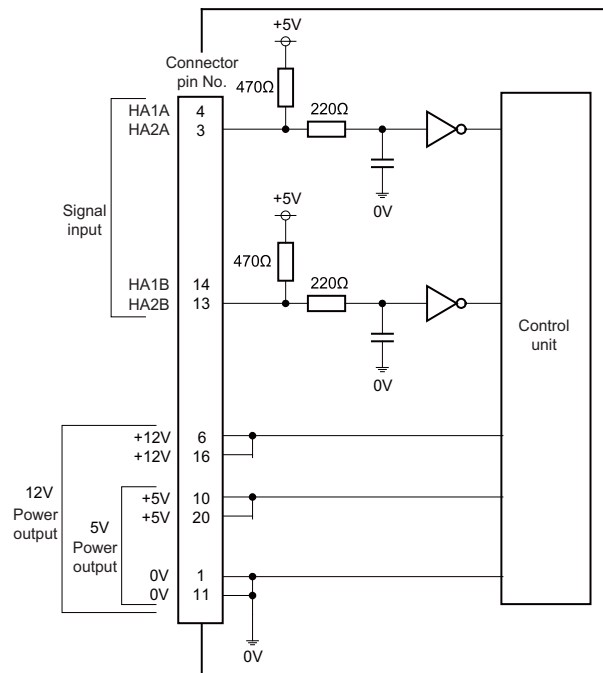 +5V
Connector
pin No.
470Ω
220Ω
HA1A 4
HA2A 3
0V
Signal
input
+5V
470Ω
220Ω
HA1B 14
HA2B 13
0V
Control
unit
+12V 6
+12V 16
12V
Power
output
+5V 10
+5V 20
5V
Power
output
0V 1
0V 11
0V